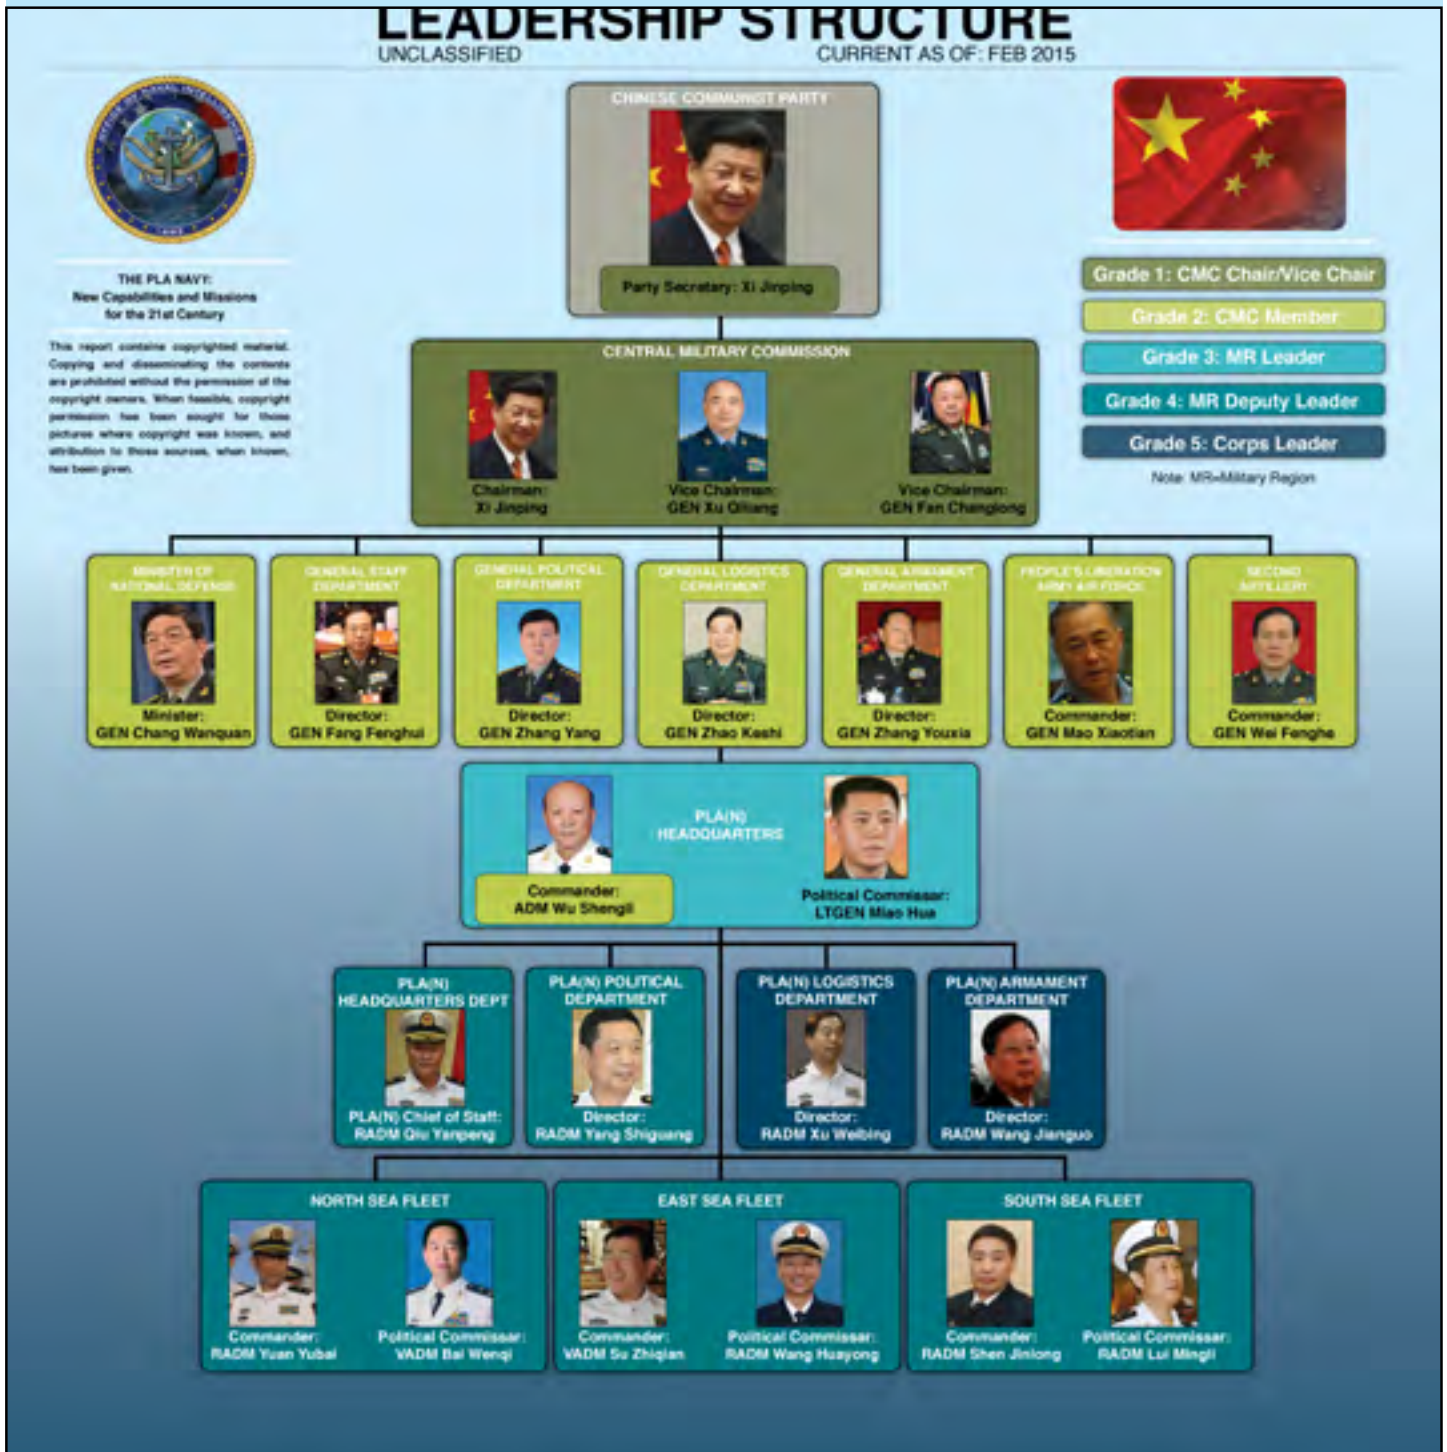 LEADERSHIP STRUCTURE
UNCLASSIFIED
CURRENT AS OF: FEB 2015
OFFICE OF NAVAL INTELLIGENCE
1882
THE PLA NAVY:
New Capabilities and Missions
for the 21st Century
This report contains copyrighted material.
Copying and disseminating the contents
are prohibited without the permission of the
copyright owners. When feasible, copyright
permission has been sought for those
pictures where copyright was known, and
attribution to those sources, when known,
has been given.
CHINESE COMMUNIST PARTY
Party Secretary: Xi Jinping
Grade 1: CMC Chair/Vice Chair
Grade 2: CMC Member
Grade 3: MR Leader
Grade 4: MR Deputy Leader
Grade 5: Corps Leader
Note: MR=Military Region
CENTRAL MILITARY COMMISSION
Chairman:
Xi Jinping
Vice Chairman:
GEN Xu Qiliang
Vice Chairman:
GEN Fan Changlong
MINISTER OF
NATIONAL DEFENSE
Minister:
GEN Chang Wanquan
GENERAL STAFF
DEPARTMENT
Director:
GEN Fang Fenghui
GENERAL POLITICAL
DEPARTMENT
Director:
GEN Zhang Yang
GENERAL LOGISTICS
DEPARTMENT
Director:
GEN Zhao Keshi
GENERAL ARMAMENT
DEPARTMENT
Director:
GEN Zhang Youxia
PEOPLE'S LIBERATION
ARMY AIR FORCE
Commander:
GEN Mao Xiaotian
SECOND
ARTILLERY
Commander:
GEN Wei Fenghe
PLA(N)
HEADQUARTERS
Commander:
ADM Wu Shengli
Political Commissar:
LTGEN Miao Hua
PLA(N)
HEADQUARTERS DEPT
PLA(N) Chief of Staff:
RADM Qiu Yanpeng
PLA(N) POLITICAL
DEPARTMENT
Director:
RADM Yang Shiguang
PLA(N) LOGISTICS
DEPARTMENT
Director:
RADM Xu Weibing
PLA(N) ARMAMENT
DEPARTMENT
Director:
RADM Wang Jianguo
NORTH SEA FLEET
Commander:
RADM Yuan Yubai
Political Commissar:
VADM Bai Wenqi
EAST SEA FLEET
Commander:
VADM Su Zhiqian
Political Commissar:
RADM Wang Huayong
SOUTH SEA FLEET
Commander:
RADM Shen Jinlong
Political Commissar:
RADM Lui Mingli